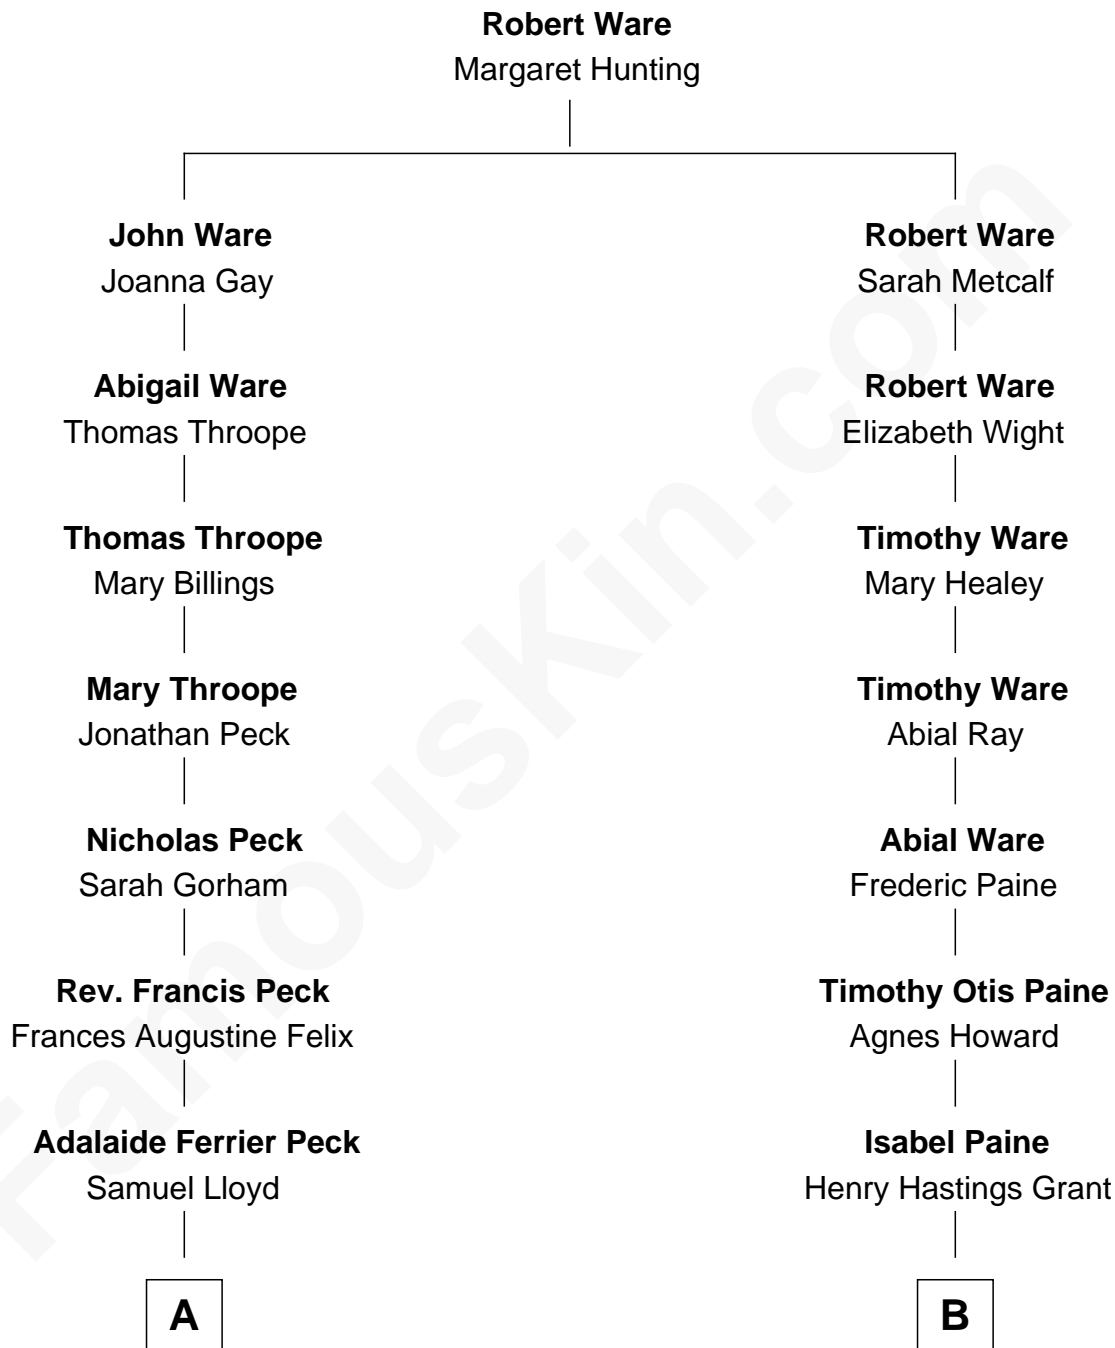 Robert Ware
Margaret Hunting
John Ware
Joanna Gay
Robert Ware
Sarah Metcalf
Abigail Ware
Thomas Throope
Robert Ware
Elizabeth Wight
Thomas Throope
Mary Billings
Timothy Ware
Mary Healey
Mary Throope
Jonathan Peck
Timothy Ware
Abial Ray
Nicholas Peck
Sarah Gorham
Abial Ware
Frederic Paine
Rev. Francis Peck
Frances Augustine Felix
Timothy Otis Paine
Agnes Howard
Adalaide Ferrier Peck
Samuel Lloyd
Isabel Paine
Henry Hastings Grant
A
B
FamousKin.com